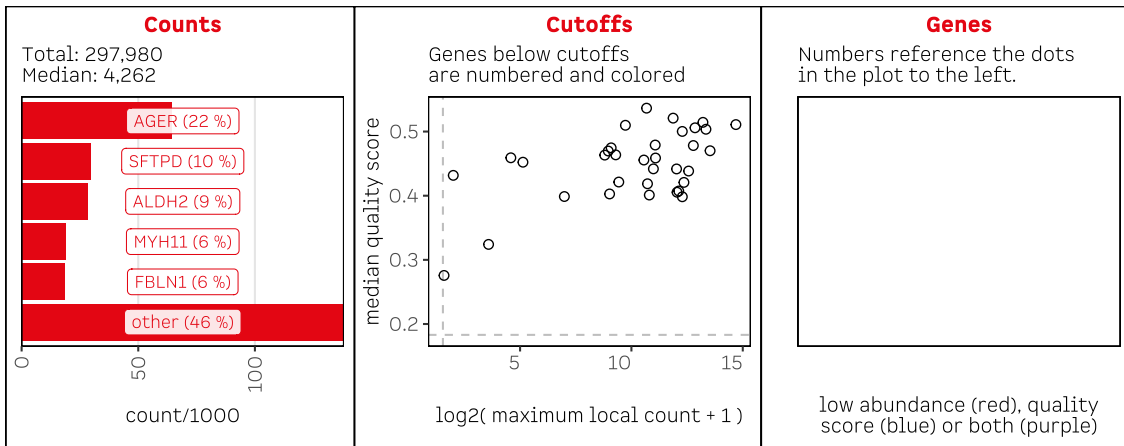 Counts
Total: 297,980
Median: 4,262
AGER (22 %)
SFTPD (10 %)
ALDH2 (9 %)
MYH11 (6 %)
FBLN1 (6 %)
other (46 %)
0
50
100
count/1000
Cutoffs
Genes below cutoffs
are numbered and colored
median quality score
0.5
0.4
0.3
0.2
5
10
15
log2( maximum local count + 1 )
Genes
Numbers reference the dots
in the plot to the left.
low abundance (red), quality
score (blue) or both (purple)